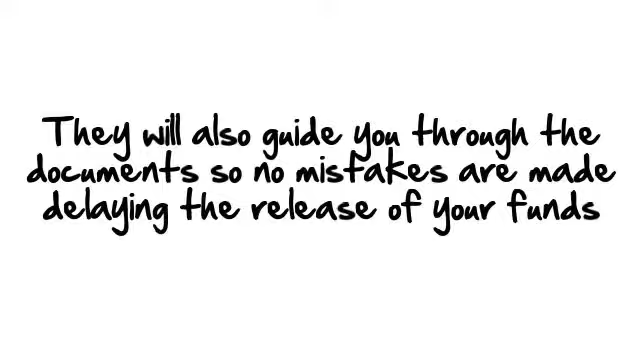 They will also guide you through the
documents so no mistakes are made
delaying the release of your funds